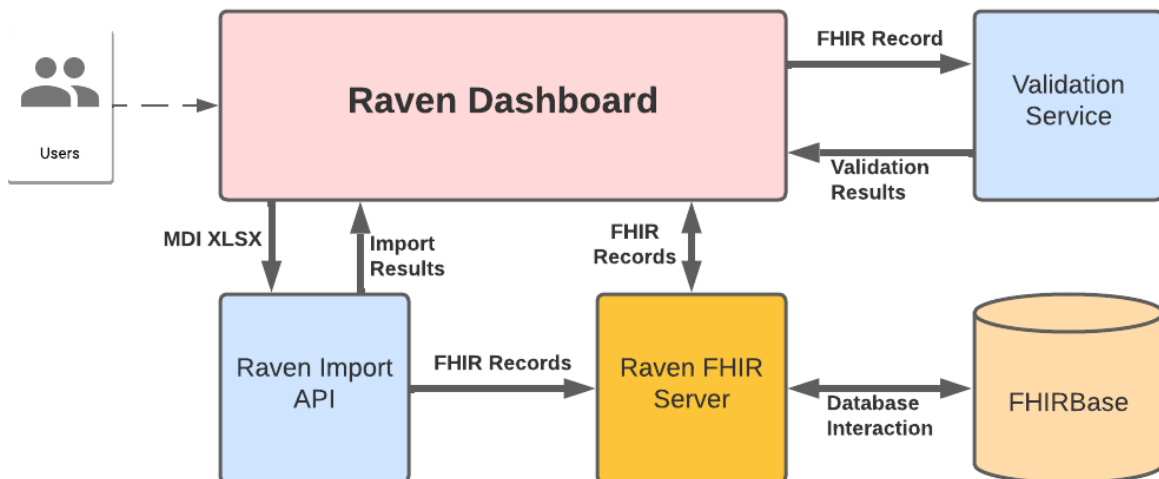 FHIR Record
Raven Dashboard
Validation
Service
Users
Validation
Results
MDI XLSX
Import
Results
FHIR
Records
Raven Import
API
FHIR Records
Raven FHIR
Server
Database
Interaction
FHIRBase